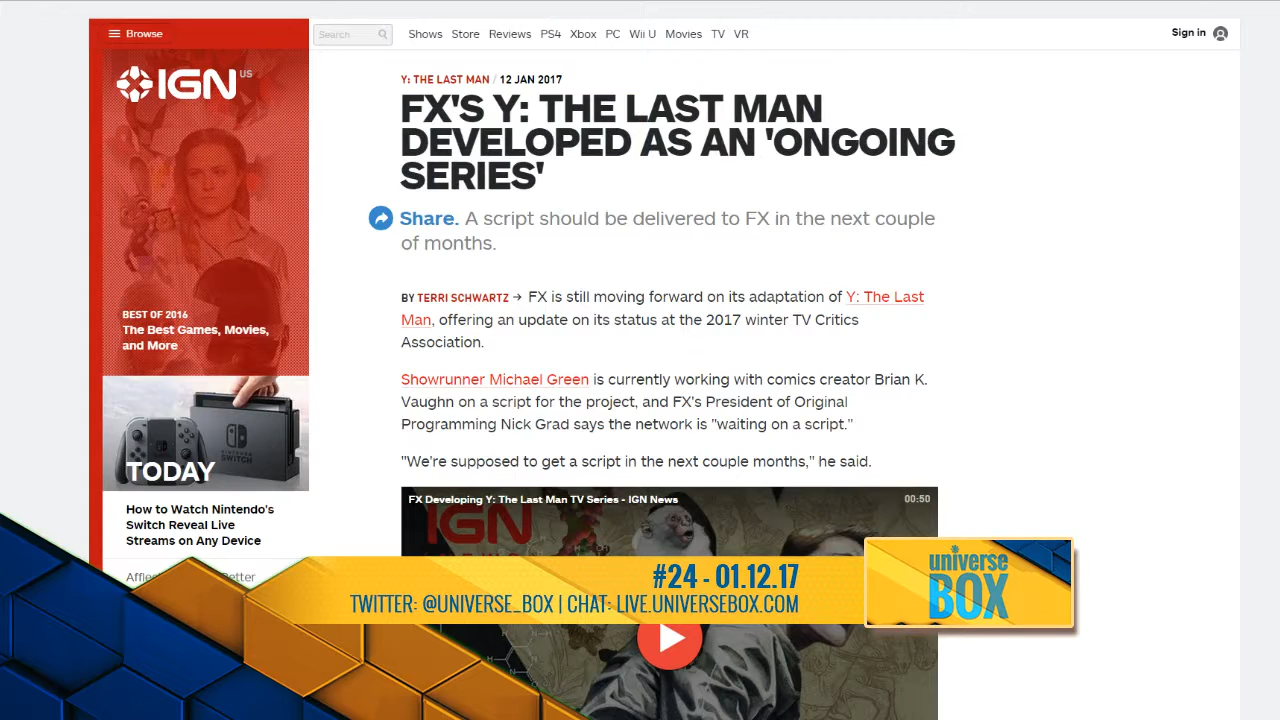 Browse
Search
Shows Store Reviews PS4 Xbox PC Wii U Movies TV VR
Sign in
IGN US
Y: THE LAST MAN / 12 JAN 2017
FX'S Y: THE LAST MAN
DEVELOPED AS AN 'ONGOING
SERIES'
Share. A script should be delivered to FX in the next couple
of months.
BY TERRI SCHWARTZ → FX is still moving forward on its adaptation of Y: The Last
Man, offering an update on its status at the 2017 winter TV Critics
Association.
Showrunner Michael Green is currently working with comics creator Brian K.
Vaughn on a script for the project, and FX's President of Original
Programming Nick Grad says the network is "waiting on a script."
"We're supposed to get a script in the next couple months," he said.
FX Developing Y: The Last Man TV Series - IGN News
00:50
IGN
BEST OF 2016
The Best Games, Movies,
and More
NINTENDO
SWITCH
TODAY
How to Watch Nintendo's
Switch Reveal Live
Streams on Any Device
#24 - 01.12.17
TWITTER: @UNIVERSE_BOX | CHAT: LIVE.UNIVERSEBOX.COM
universe
BOX